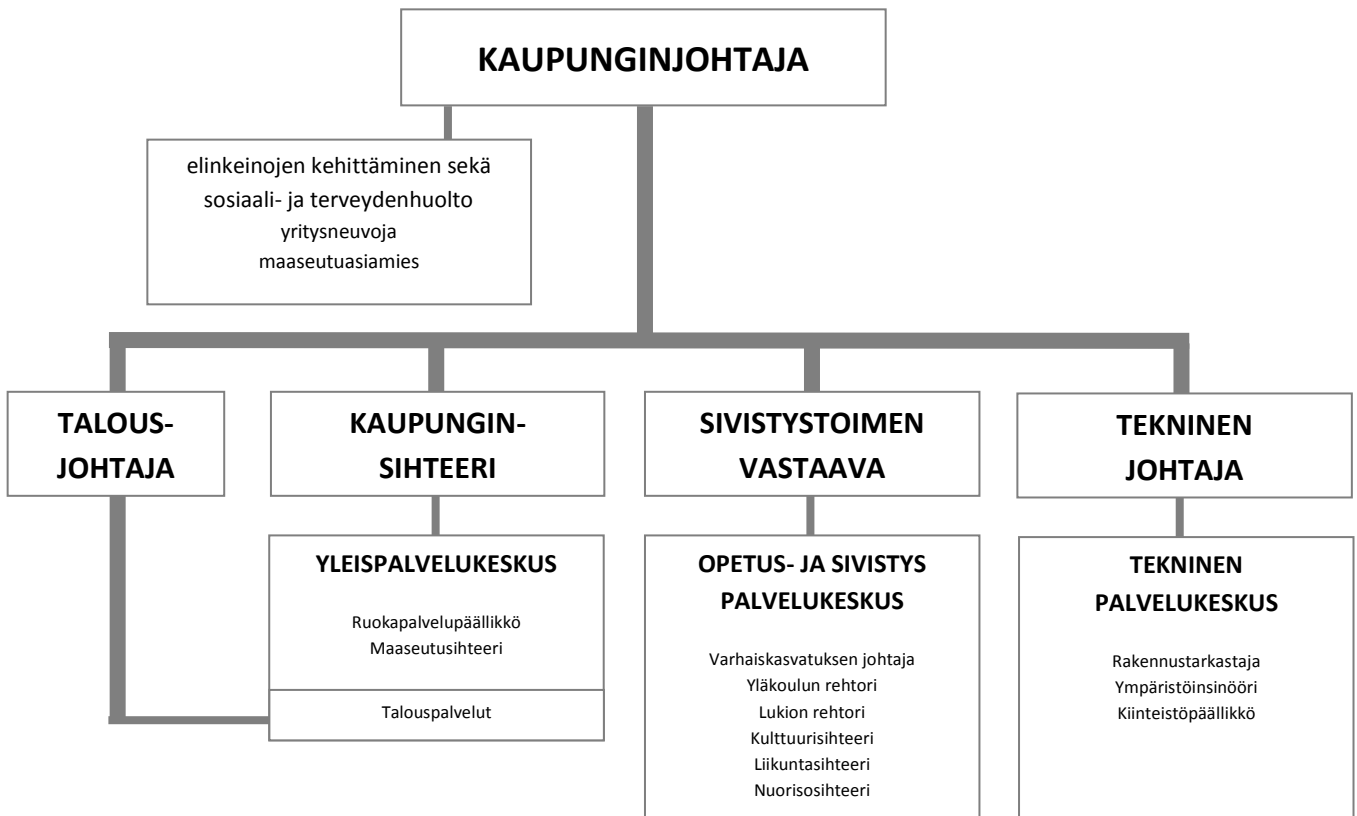 KAUPUNGINJOHTAJA
elinkeinojen kehittäminen sekä
sosiaali- ja terveydenhuolto
yritysneuvoja
maaseutuasiamies
TALOUS-
JOHTAJA
KAUPUNGIN-
SIHTEERI
SIVISTYSTOIMEN
VASTAAVA
TEKNINEN
JOHTAJA
YLEISPALVELUKESKUS
Ruokapalvelupäällikkö
Maaseutusihteeri
Talouspalvelut
OPETUS- JA SIVISTYS
PALVELUKESKUS
Varhaiskasvatuksen johtaja
Yläkoulun rehtori
Lukion rehtori
Kulttuurisihteeri
Liikuntasihteeri
Nuorisosihteeri
TEKNINEN
PALVELUKESKUS
Rakennustarkastaja
Ympäristöinsinööri
Kiinteistöpäällikkö